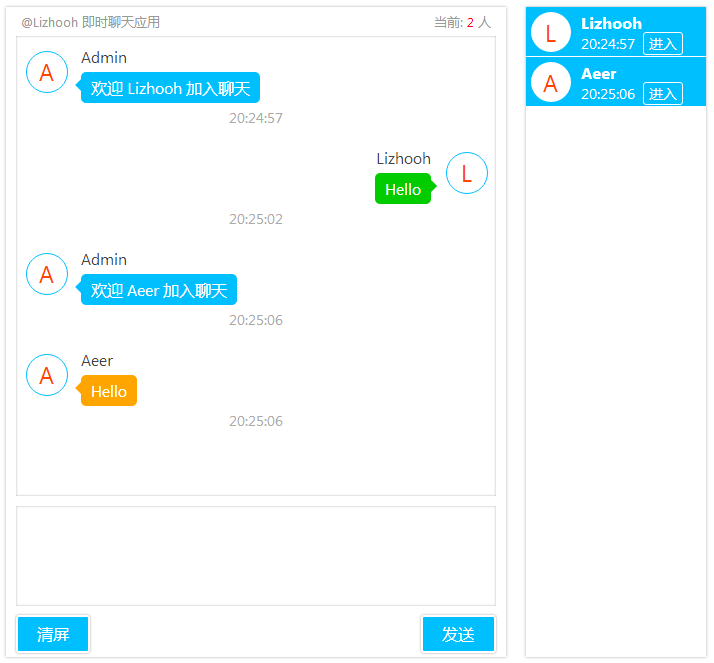 @Lizhooh 即时聊天应用 当前: 2 人
A
Admin
欢迎 Lizhooh 加入聊天
20:24:57
Lizhooh
L
Hello
20:25:02
A
Admin
欢迎 Aeer 加入聊天
20:25:06
A
Aeer
Hello
20:25:06
清屏
发送
L
Lizhooh
20:24:57 进入
A
Aeer
20:25:06 进入